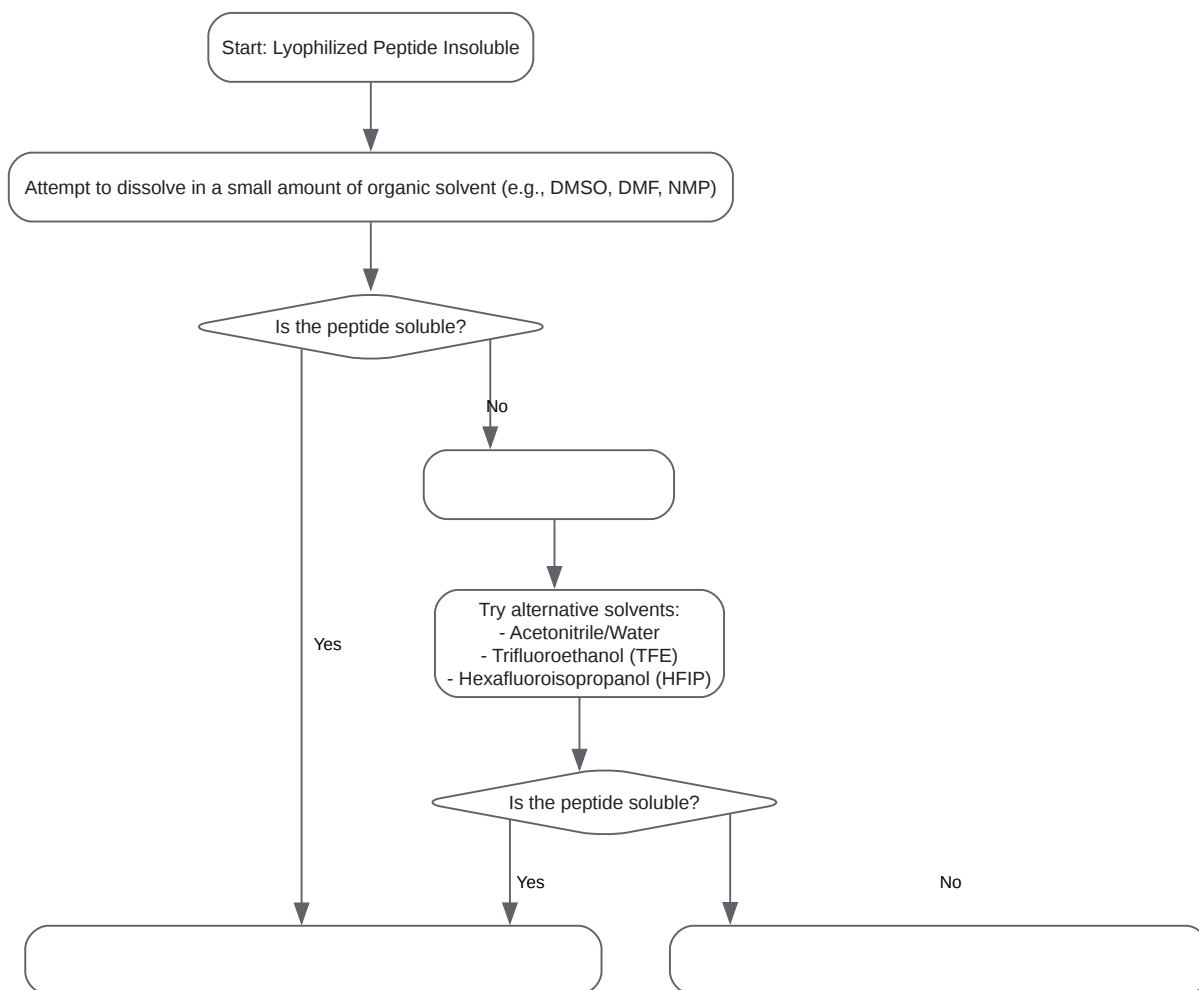 Start: Lyophilized Peptide Insoluble
Attempt to dissolve in a small amount of organic solvent (e.g., DMSO, DMF, NMP)
Is the peptide soluble?
No
Yes
Try alternative solvents:
- Acetonitrile/Water
- Trifluoroethanol (TFE)
- Hexafluoroisopropanol (HFIP)
Is the peptide soluble?
Yes
No